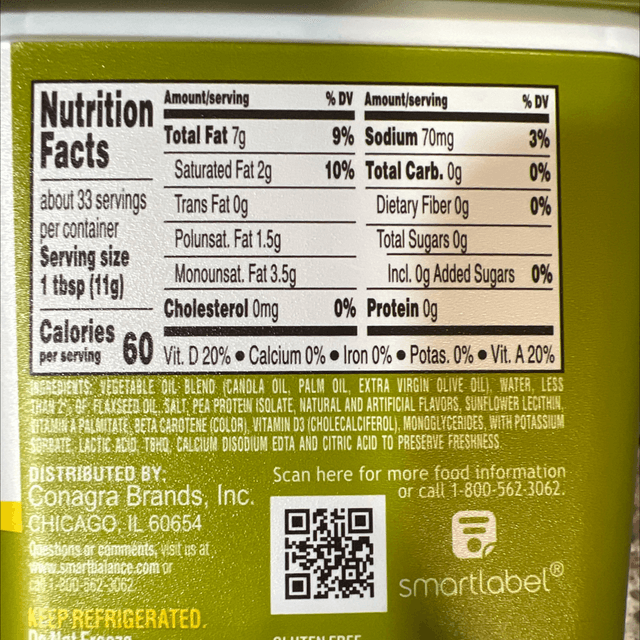 Nutrition Facts
about 33 servings
per container
Serving size
1 tbsp (11g)
Calories
per serving 60
Amount/serving % DV
Total Fat 7g 9%
Saturated Fat 2g 10%
Trans Fat 0g
Polunsat. Fat 1.5g
Monounsat. Fat 3.5g
Cholesterol 0mg 0%
Amount/serving % DV
Sodium 70mg 3%
Total Carb. 0g 0%
Dietary Fiber 0g 0%
Total Sugars 0g
Incl. 0g Added Sugars 0%
Protein 0g
Vit. D 20% ● Calcium 0% ● Iron 0% ● Potas. 0% ● Vit. A 20%
INGREDIENTS: VEGETABLE OIL BLEND (CANOLA OIL, PALM OIL, EXTRA VIRGIN OLIVE OIL), WATER, LESS
THAN 2% OF: FLAXSEED OIL, SALT, PEA PROTEIN ISOLATE, NATURAL AND ARTIFICIAL FLAVORS, SUNFLOWER LECITHIN,
VITAMIN A PALMITATE, BETA CAROTENE (COLOR), VITAMIN D3 (CHOLECALCIFEROL), MONOGLYCERIDES, WITH POTASSIUM
SORBATE, LACTIC ACID, TBHQ, CALCIUM DISODIUM EDTA AND CITRIC ACID TO PRESERVE FRESHNESS.
DISTRIBUTED BY:
Conagra Brands, Inc.
CHICAGO, IL 60654
Questions or comments, visit us at
www.smartbalance.com or
call 1-800-562-3062
KEEP REFRIGERATED.
Do Not Freeze
Scan here for more food information
or call 1-800-562-3062.
smartlabel®
GLUTEN FREE